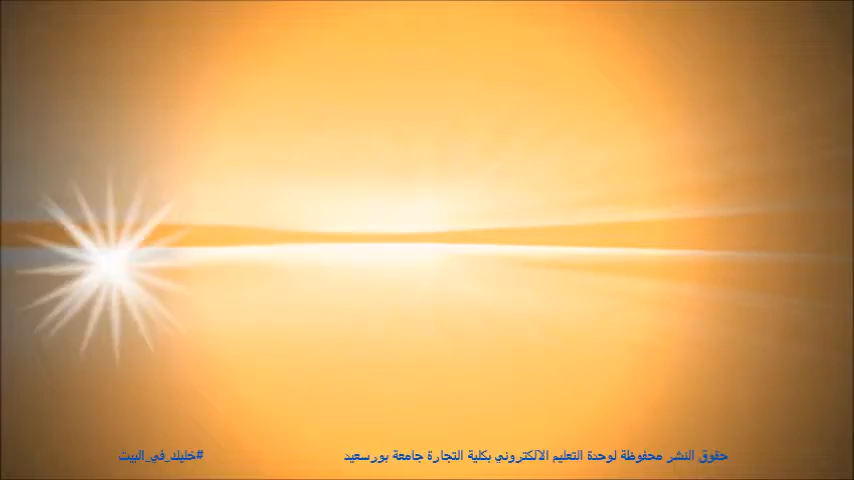 حقوق النشر محفوظة لوحدة التعليم الالكتروني بكلية التجارة جامعة بورسعيد
#خليك_في_البيت